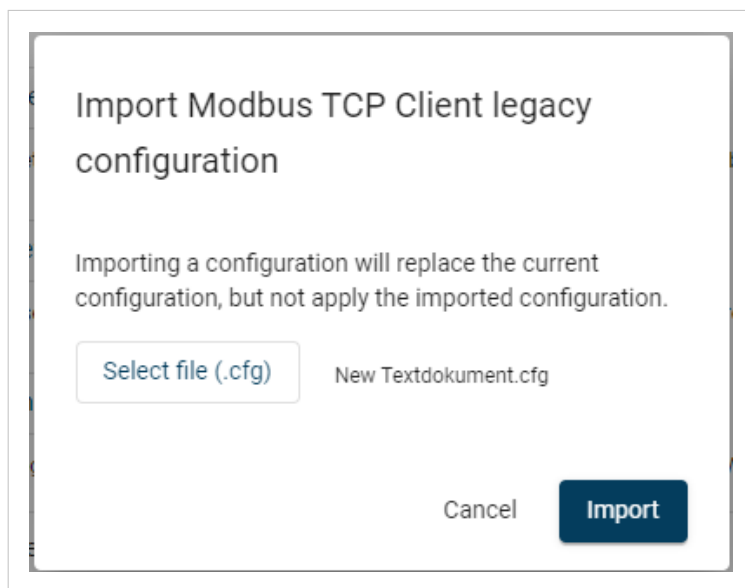 Import Modbus TCP Client legacy
configuration
Importing a configuration will replace the current
configuration, but not apply the imported configuration.
Select file (.cfg) New Textdokument.cfg
Cancel Import